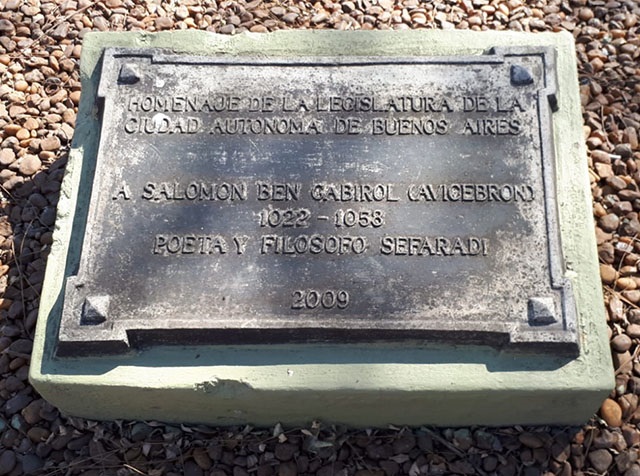 HOMENAJE DE LA LEGISLATURA DE LA
CIUDAD AUTONOMA DE BUENOS AIRES
A SALOMON BEN GABIROL (AVICEBRON)
1022 - 1058
POETA Y FILOSOFO SEFARADI
2009